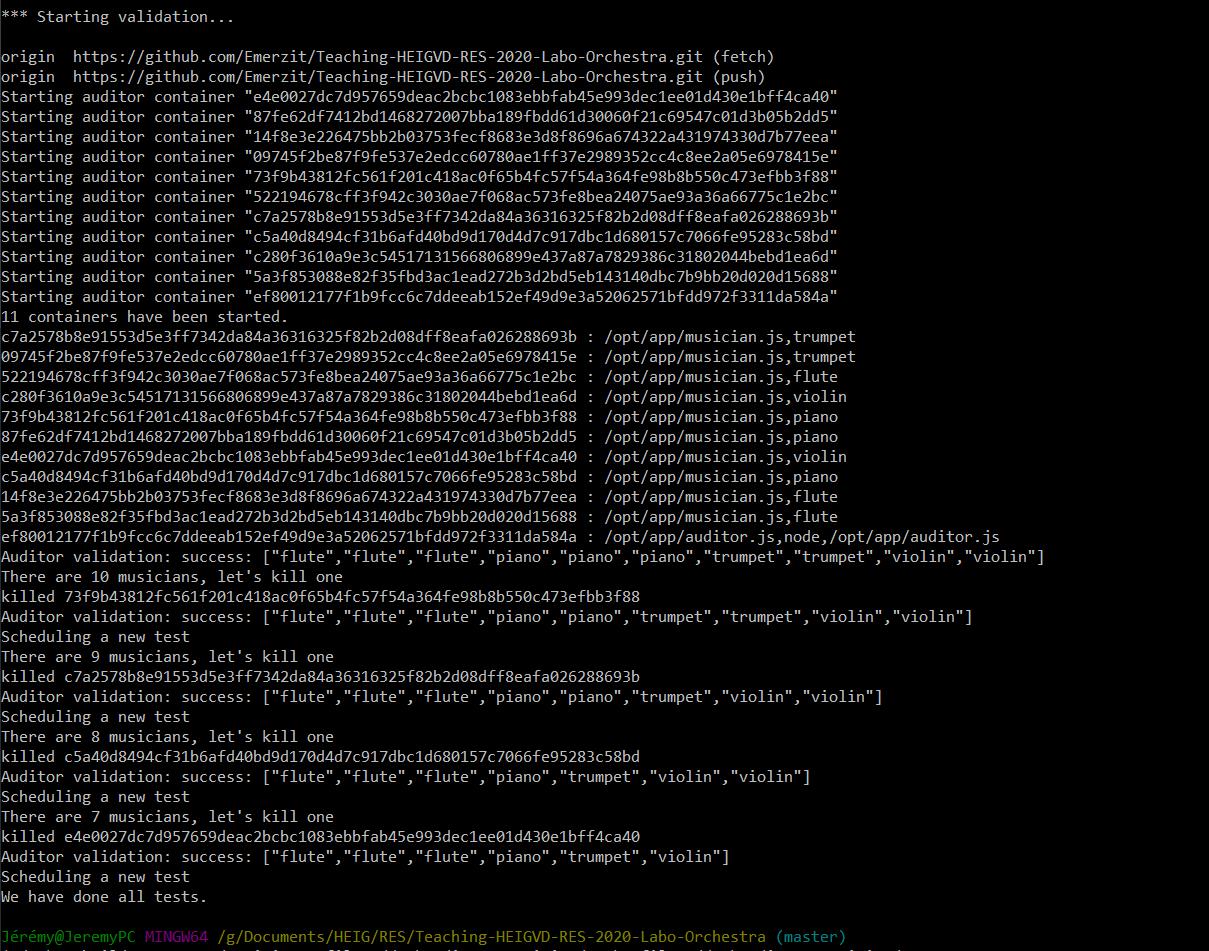 *** Starting validation...
origin  https://github.com/Emerzit/Teaching-HEIGVD-RES-2020-Labo-Orchestra.git (fetch)
origin  https://github.com/Emerzit/Teaching-HEIGVD-RES-2020-Labo-Orchestra.git (push)
Starting auditor container "e4e0027dc7d957659deac2bcbc1083ebbfab45e993dec1ee01d430e1bff4ca40"
Starting auditor container "87fe62df7412bd1468272007bba189fbdd61d30060f21c69547c01d3b05b2dd5"
Starting auditor container "14f8e3e226475bb2b03753fecf8683e3d8f8696a674322a431974330d7b77eea"
Starting auditor container "09745f2be87f9fe537e2edcc60780ae1ff37e2989352cc4c8ee2a05e6978415e"
Starting auditor container "73f9b43812fc561f201c418ac0f65b4fc57f54a364fe98b8b550c473efbb3f88"
Starting auditor container "522194678cff3f942c3030ae7f068ac573fe8bea24075ae93a36a66775c1e2bc"
Starting auditor container "c7a2578b8e91553d5e3ff7342da84a36316325f82b2d08dff8eafa026288693b"
Starting auditor container "c5a40d8494cf31b6afd40bd9d170d4d7c917dbc1d680157c7066fe95283c58bd"
Starting auditor container "c280f3610a9e3c54517131566806899e437a87a7829386c31802044bebd1ea6d"
Starting auditor container "5a3f853088e82f35fbd3ac1ead272b3d2bd5eb143140dbc7b9bb20d020d15688"
Starting auditor container "ef80012177f1b9fcc6c7ddeeab152ef49d9e3a52062571bfdd972f3311da584a"
11 containers have been started.
c7a2578b8e91553d5e3ff7342da84a36316325f82b2d08dff8eafa026288693b : /opt/app/musician.js,trumpet
09745f2be87f9fe537e2edcc60780ae1ff37e2989352cc4c8ee2a05e6978415e : /opt/app/musician.js,trumpet
522194678cff3f942c3030ae7f068ac573fe8bea24075ae93a36a66775c1e2bc : /opt/app/musician.js,flute
c280f3610a9e3c54517131566806899e437a87a7829386c31802044bebd1ea6d : /opt/app/musician.js,violin
73f9b43812fc561f201c418ac0f65b4fc57f54a364fe98b8b550c473efbb3f88 : /opt/app/musician.js,piano
87fe62df7412bd1468272007bba189fbdd61d30060f21c69547c01d3b05b2dd5 : /opt/app/musician.js,piano
e4e0027dc7d957659deac2bcbc1083ebbfab45e993dec1ee01d430e1bff4ca40 : /opt/app/musician.js,violin
c5a40d8494cf31b6afd40bd9d170d4d7c917dbc1d680157c7066fe95283c58bd : /opt/app/musician.js,piano
14f8e3e226475bb2b03753fecf8683e3d8f8696a674322a431974330d7b77eea : /opt/app/musician.js,flute
5a3f853088e82f35fbd3ac1ead272b3d2bd5eb143140dbc7b9bb20d020d15688 : /opt/app/musician.js,flute
ef80012177f1b9fcc6c7ddeeab152ef49d9e3a52062571bfdd972f3311da584a : /opt/app/auditor.js,node,/opt/app/auditor.js
Auditor validation: success: ["flute","flute","flute","piano","piano","piano","trumpet","trumpet","violin","violin"]
There are 10 musicians, let's kill one
killed 73f9b43812fc561f201c418ac0f65b4fc57f54a364fe98b8b550c473efbb3f88
Auditor validation: success: ["flute","flute","flute","piano","piano","trumpet","trumpet","violin","violin"]
Scheduling a new test
There are 9 musicians, let's kill one
killed c7a2578b8e91553d5e3ff7342da84a36316325f82b2d08dff8eafa026288693b
Auditor validation: success: ["flute","flute","flute","piano","piano","trumpet","violin","violin"]
Scheduling a new test
There are 8 musicians, let's kill one
killed c5a40d8494cf31b6afd40bd9d170d4d7c917dbc1d680157c7066fe95283c58bd
Auditor validation: success: ["flute","flute","flute","piano","trumpet","violin","violin"]
Scheduling a new test
There are 7 musicians, let's kill one
killed e4e0027dc7d957659deac2bcbc1083ebbfab45e993dec1ee01d430e1bff4ca40
Auditor validation: success: ["flute","flute","flute","piano","trumpet","violin"]
Scheduling a new test
We have done all tests.
Jérémy@JeremyPC MINGW64 /g/Documents/HEIG/RES/Teaching-HEIGVD-RES-2020-Labo-Orchestra (master)